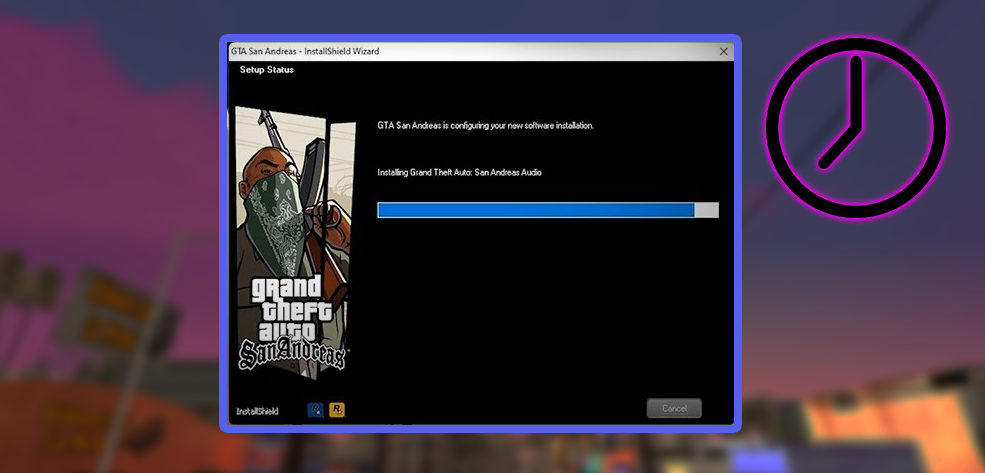 GTA San Andreas - InstallShield Wizard
Setup Status
GTA San Andreas is configuring your new software installation.
Installing Grand Theft Auto: San Andreas Audio
grand
theft
auto
San Andreas
InstallShield
Cancel